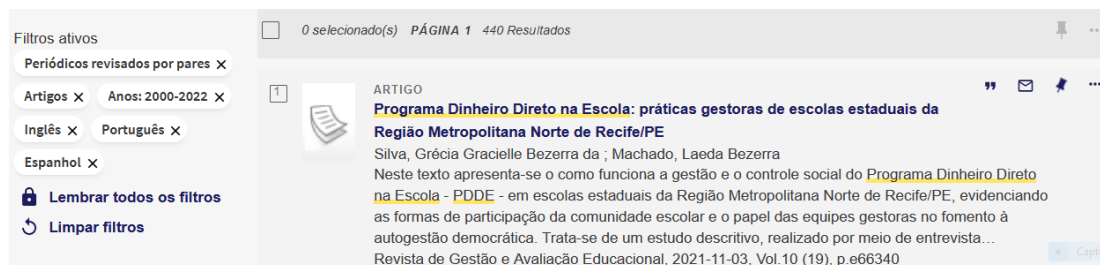 Filtros ativos
Periódicos revisados por pares ×
Artigos × Anos: 2000-2022 ×
Inglês × Português ×
Espanhol ×
Lembrar todos os filtros
Limpar filtros
0 selecionado(s) PÁGINA 1 440 Resultados
1
ARTIGO
Programa Dinheiro Direto na Escola: práticas gestoras de escolas estaduais da
Região Metropolitana Norte de Recife/PE
Silva, Grécia Gracielle Bezerra da ; Machado, Laeda Bezerra
Neste texto apresenta-se o como funciona a gestão e o controle social do Programa Dinheiro Direto
na Escola - PDDE - em escolas estaduais da Região Metropolitana Norte de Recife/PE, evidenciando
as formas de participação da comunidade escolar e o papel das equipes gestoras no fomento à
autogestão democrática. Trata-se de um estudo descritivo, realizado por meio de entrevista…
Revista de Gestão e Avaliação Educacional, 2021-11-03, Vol.10 (19), p.e66340